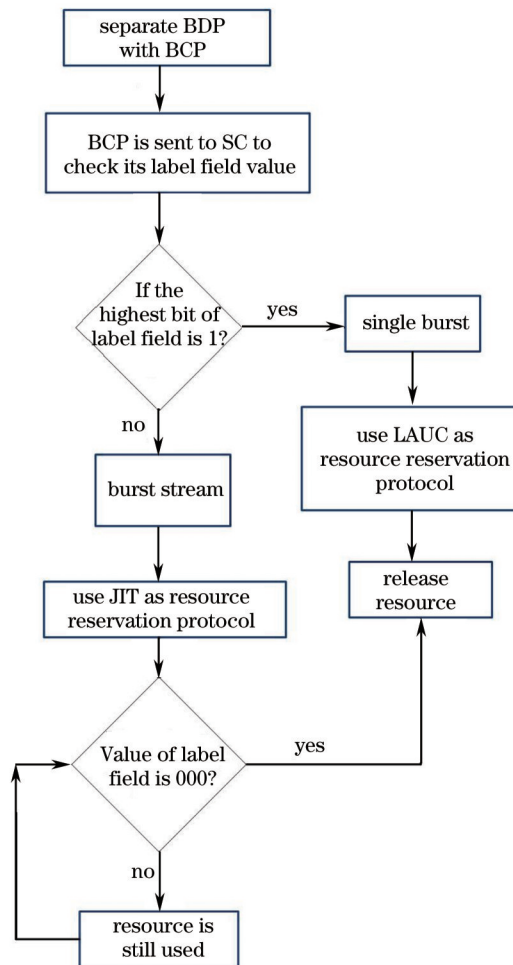 separate BDP
with BCP
BCP is sent to SC to
check its label field value
If the
highest bit of
label field is 1?
yes
single burst
no
use LAUC as
resource reservation
protocol
burst stream
release
resource
use JIT as resource
reservation protocol
Value of label
field is 000?
yes
no
resource is
still used